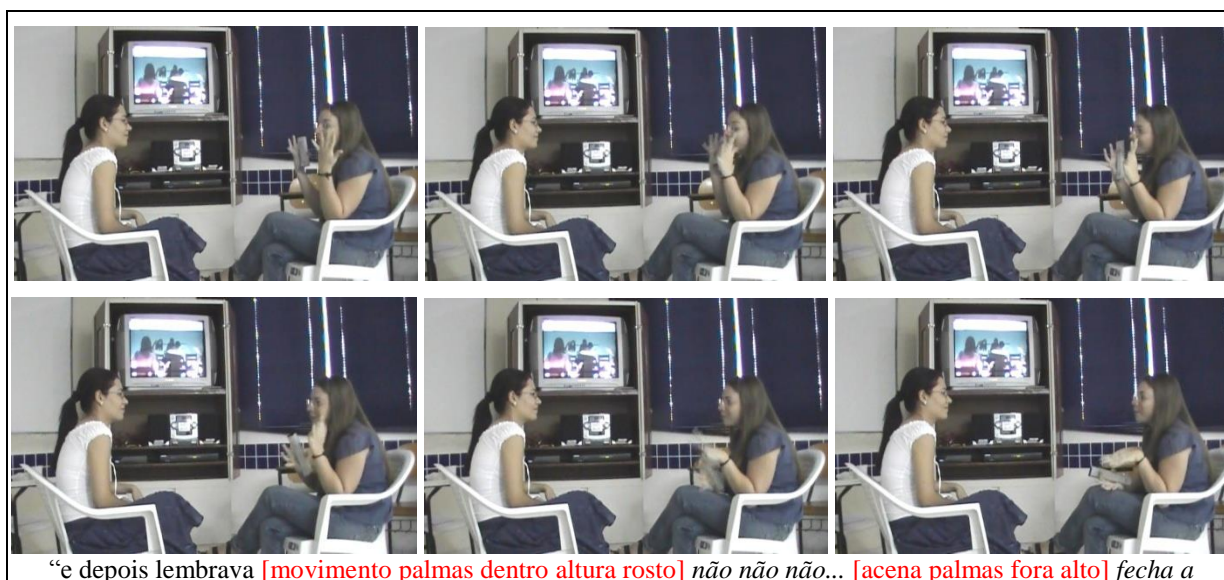 “e depois lembrava [movimento palmas dentro altura rosto] não não não... [acena palmas fora alto] fecha a